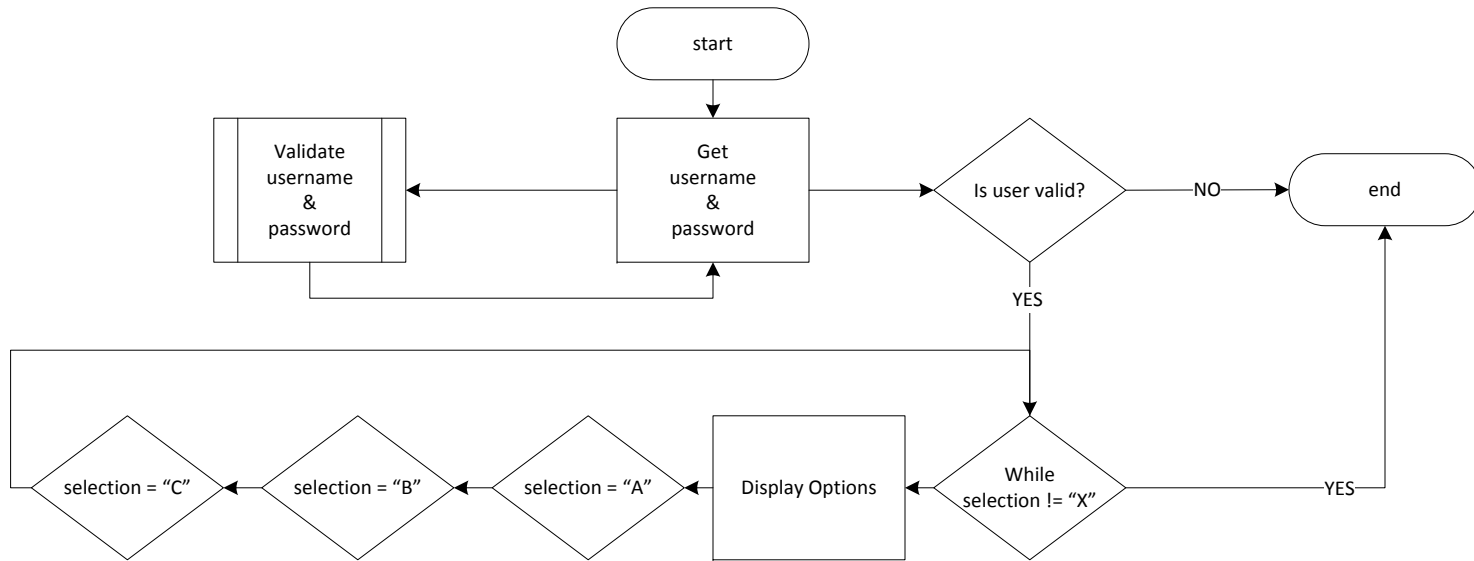 start
Validate
username
&
password
Get
username
&
password
Is user valid?
NO
end
YES
selection = “C”
selection = “B”
selection = “A”
Display Options
While
selection != “X”
YES